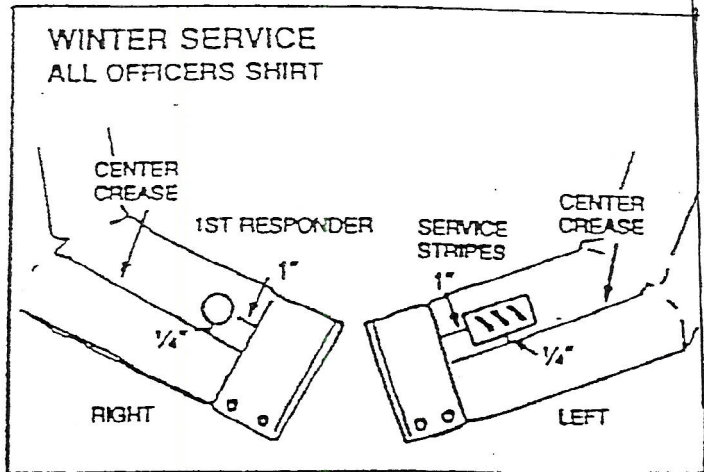 WINTER SERVICE
ALL OFFICERS SHIRT
CENTER
CREASE
1ST RESPONDER
1"
1/4"
RIGHT
SERVICE
STRIPES
1"
CENTER
CREASE
1/4"
LEFT